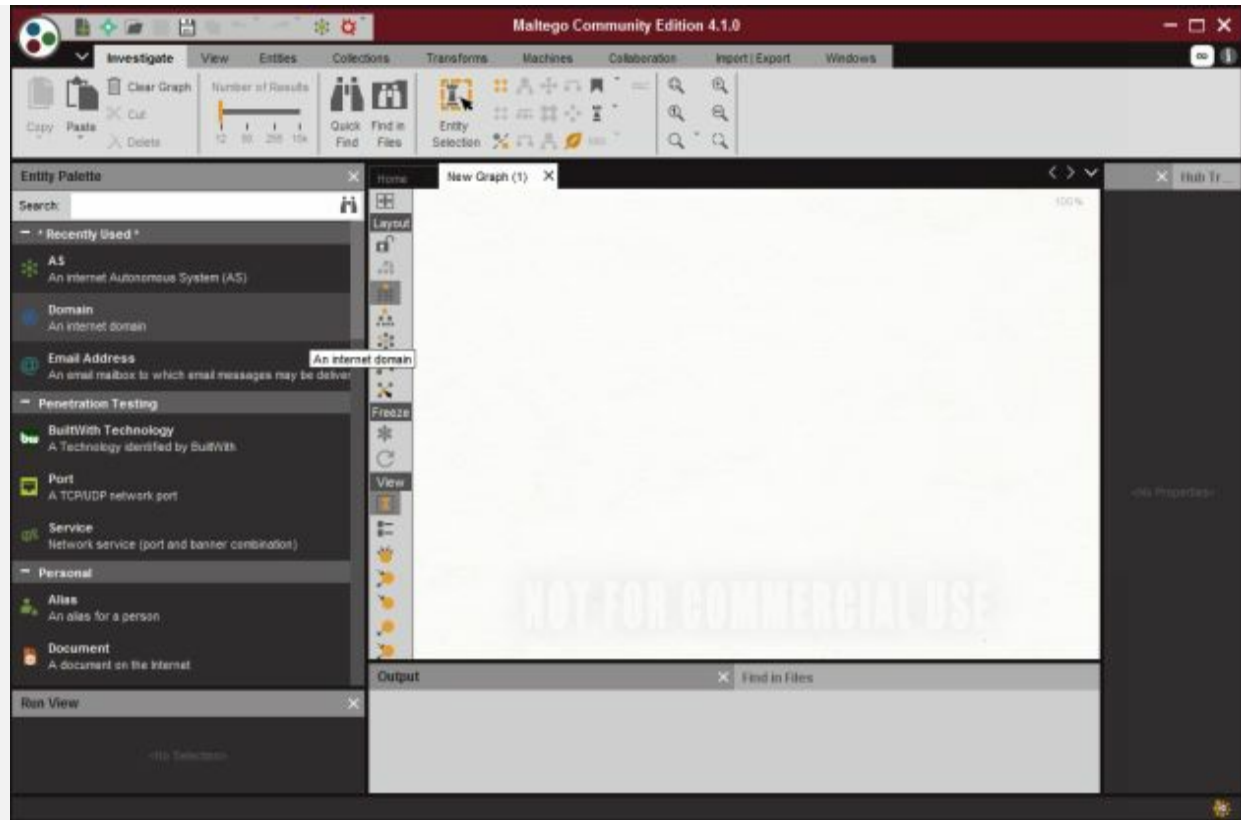 Maltego Community Edition 4.1.0
Investigate View Entities Collections Transforms Machines Collaboration Import | Export Windows
Copy Paste Clear Graph Cut Delete
Number of Results
12 50 256 10k
Quick Find
Find in Files
Entity Selection
Entity Palette
Search:
* Recently Used *
AS
An internet Autonomous System (AS)
Domain
An internet domain
Email Address
An email mailbox to which email messages may be deliver
An internet domain
Penetration Testing
BuiltWith Technology
A Technology identified by BuiltWith
Port
A TCP/UDP network port
Service
Network service (port and banner combination)
Personal
Alias
An alias for a person
Document
A document on the Internet
Run View
<No Selection>
Home New Graph (1)
100%
Layout
Freeze
View
NOT FOR COMMERCIAL USE
Output Find in Files
Hub Tr...
<No Properties>